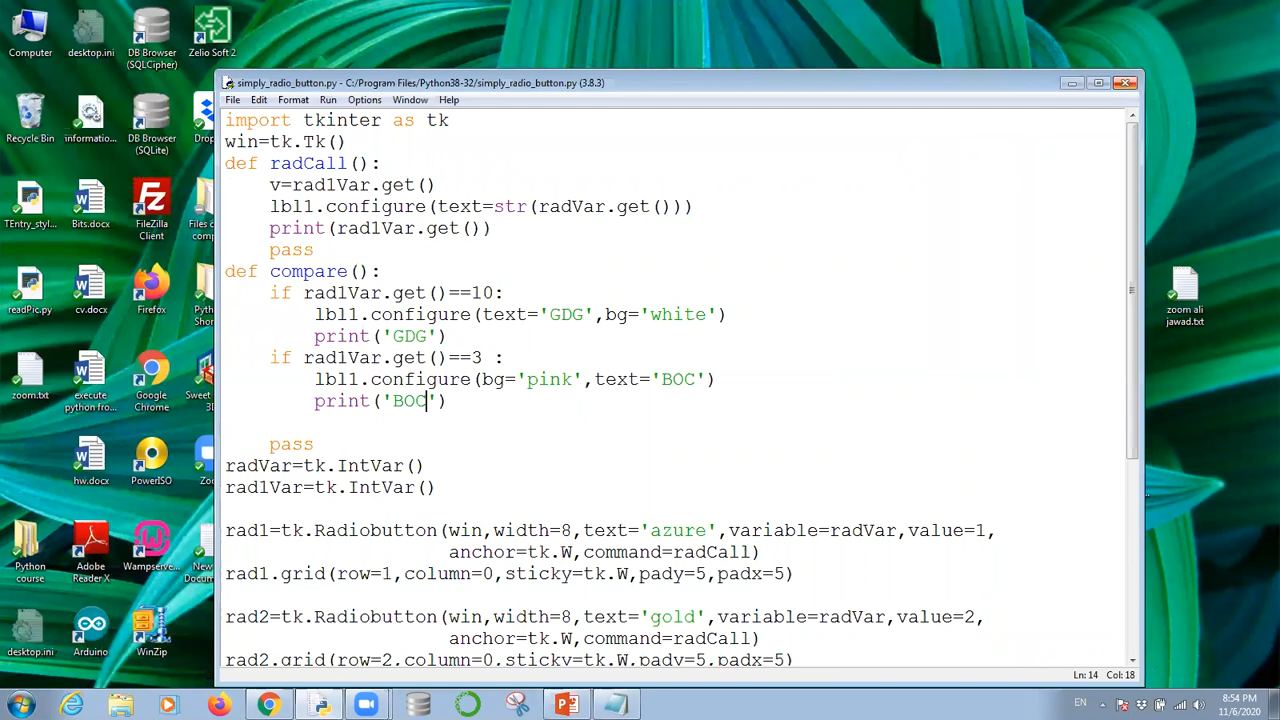 Computer
desktop.ini
DB Browser
(SQLCipher)
Zelio Soft 2
Recycle Bin
informatio...
DB Browser
(SQLite)
Drop
TEntry_styl...
Bits.docx
FileZilla
Client
Files c
comp
readPic.py
cv.docx
Firefox
Pytho
Shor
zoom.txt
execute
python fro...
Google
Chrome
Sweet
3D
My
Network
hw.docx
PowerISO
Zoo
Python
course
Adobe
Reader X
Wampserve...
New
Docum
desktop.ini
Arduino
WinZip
zoom ali
jawad.txt
simply_radio_button.py - C:/Program Files/Python38-32/simply_radio_button.py (3.8.3)
File Edit Format Run Options Window Help
import tkinter as tk
win=tk.Tk()
def radCall():
    v=rad1Var.get()
    lbl1.configure(text=str(radVar.get()))
    print(rad1Var.get())
    pass
def compare():
    if rad1Var.get()==10:
        lbl1.configure(text='GDG',bg='white')
        print('GDG')
    if rad1Var.get()==3 :
        lbl1.configure(bg='pink',text='BOC')
        print('BOC')
    pass
radVar=tk.IntVar()
rad1Var=tk.IntVar()
rad1=tk.Radiobutton(win,width=8,text='azure',variable=radVar,value=1,
                    anchor=tk.W,command=radCall)
rad1.grid(row=1,column=0,sticky=tk.W,pady=5,padx=5)
rad2=tk.Radiobutton(win,width=8,text='gold',variable=radVar,value=2,
                    anchor=tk.W,command=radCall)
rad2.grid(row=2,column=0,sticky=tk.W,pady=5,padx=5)
Ln: 14 Col: 18
EN
8:54 PM
11/6/2020